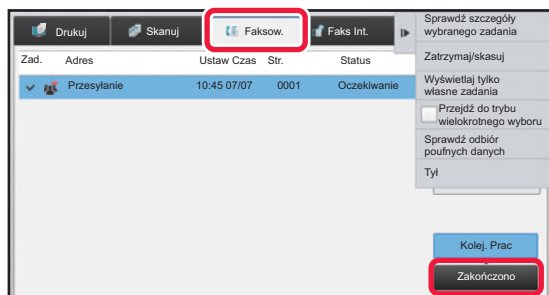 Drukuj
Skanuj
Faksow.
Faks Int.
Zad.
Adres
Ustaw Czas
Str.
Status
Przesyłanie
10:45 07/07
0001
Oczekiwanie
Sprawdź szczegóły
wybranego zadania
Zatrzymaj/skasuj
Wyświetlaj tylko
własne zadania
Przejdź do trybu
wielokrotnego wyboru
Sprawdź odbiór
poufnych danych
Tył
Kolej. Prac
Zakończono